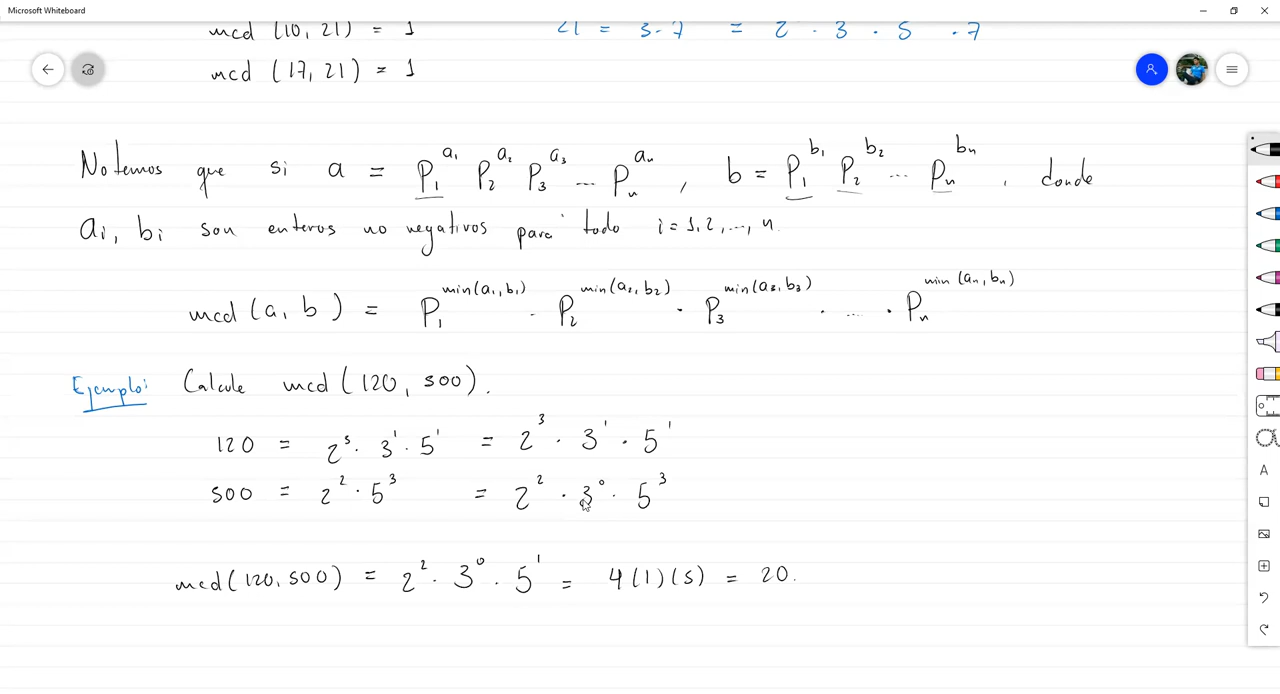 Microsoft Whiteboard
mcd (10, 21) = 1
21 = 3·7 = 2 · 3 · 5 · 7
mcd (17, 21) = 1
Notemos que si a = P₁^a₁ P₂^a₂ P₃^a₃ ... Pₙ^aₙ , b = P₁^b₁ P₂^b₂ ... Pₙ^bₙ , donde
aᵢ, bᵢ son enteros no negativos para todo i = 1, 2, ..., n.
mcd (a, b) = P₁^min(a₁, b₁) · P₂^min(a₂, b₂) · P₃^min(a₃, b₃) · ... · Pₙ^min(aₙ, bₙ)
Ejemplo: Calcule mcd (120, 500).
120 = 2^3 · 3^1 · 5^1 = 2^3 · 3^1 · 5^1
500 = 2^2 · 5^3 = 2^2 · 3^0 · 5^3
mcd (120, 500) = 2^2 · 3^0 · 5^1 = 4(1)(5) = 20.
A